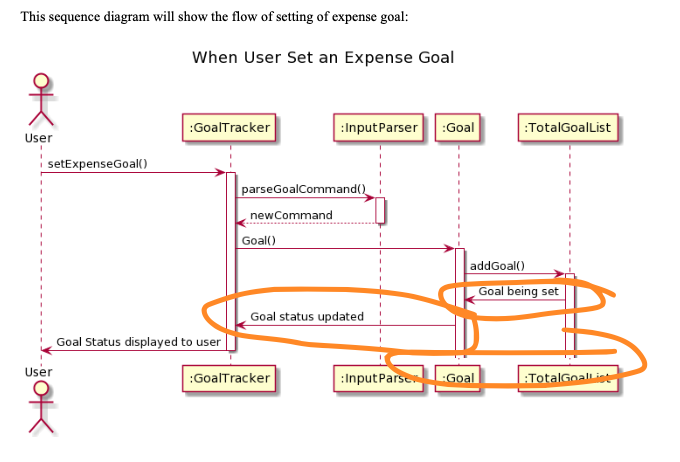 This sequence diagram will show the flow of setting of expense goal:
When User Set an Expense Goal
User
:GoalTracker
:InputParser
:Goal
:TotalGoalList
setExpenseGoal()
parseGoalCommand()
newCommand
Goal()
addGoal()
Goal being set
Goal status updated
Goal Status displayed to user
User
:GoalTracker
:InputParser
:Goal
:TotalGoalList